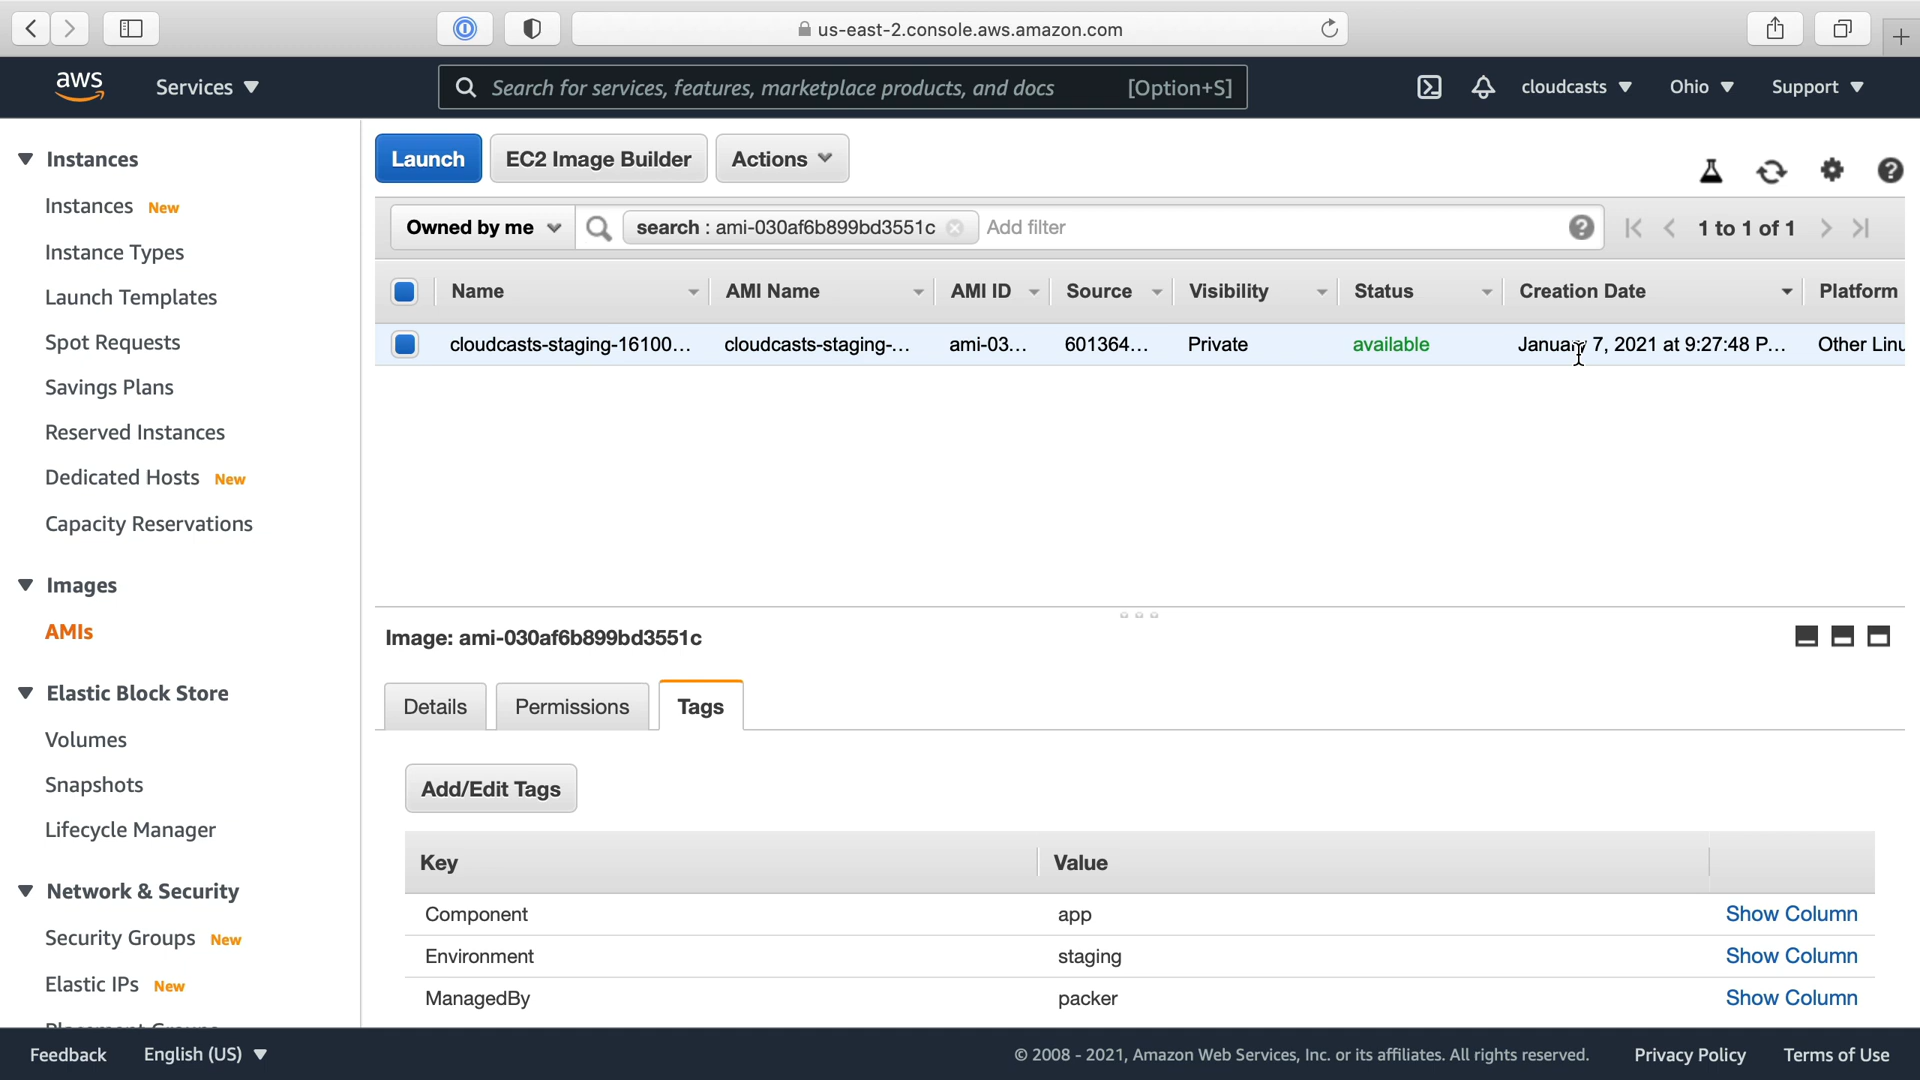 us-east-2.console.aws.amazon.com
aws
Services
Search for services, features, marketplace products, and docs
[Option+S]
cloudcasts
Ohio
Support
Instances
Instances New
Instance Types
Launch Templates
Spot Requests
Savings Plans
Reserved Instances
Dedicated Hosts New
Capacity Reservations
Images
AMIs
Elastic Block Store
Volumes
Snapshots
Lifecycle Manager
Network & Security
Security Groups New
Elastic IPs New
Launch
EC2 Image Builder
Actions
Owned by me
search : ami-030af6b899bd3551c
Add filter
1 to 1 of 1
Name AMI Name AMI ID Source Visibility Status Creation Date Platform
cloudcasts-staging-16100... cloudcasts-staging-... ami-03... 601364... Private available January 7, 2021 at 9:27:48 P... Other Linu
Image: ami-030af6b899bd3551c
Details
Permissions
Tags
Add/Edit Tags
Key Value
Component app Show Column
Environment staging Show Column
ManagedBy packer Show Column
Feedback
English (US)
© 2008 - 2021, Amazon Web Services, Inc. or its affiliates. All rights reserved.
Privacy Policy
Terms of Use